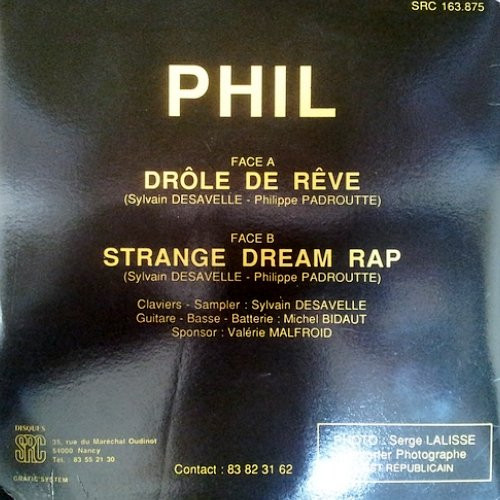 SRC 163.875
PHIL
FACE A
DRÔLE DE RÊVE
(Sylvain DESAVELLE - Philippe PADROUTTE)
FACE B
STRANGE DREAM RAP
(Sylvain DESAVELLE - Philippe PADROUTTE)
Claviers - Sampler : Sylvain DESAVELLE
Guitare - Basse - Batterie : Michel BIDAUT
Sponsor : Valérie MALFROID
DISQUES
SRC
35, rue du Maréchal Oudinot
54000 Nancy
Tél. : 83 55 21 30
GRAFIC SYSTEM
Contact : 83 82 31 62
PHOTO : Serge LALISSE
Photographe
RÉPUBLICAIN